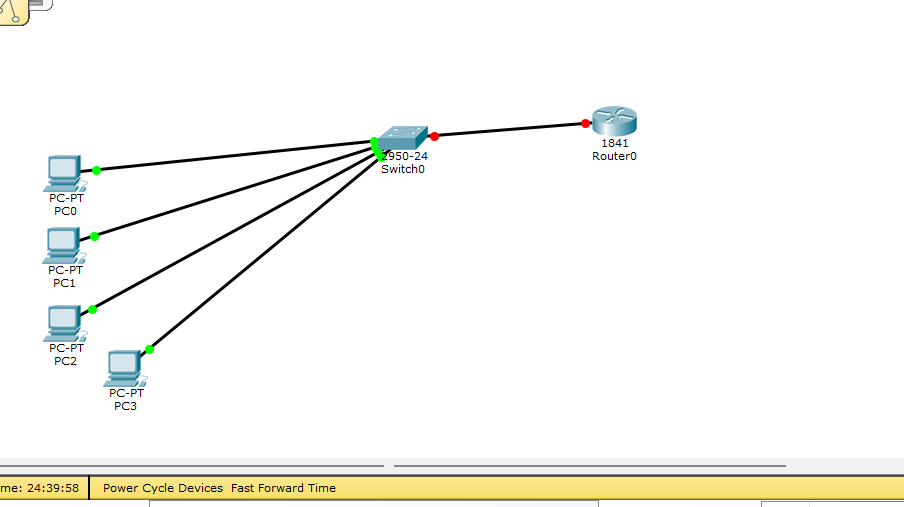 1841
Router0
2950-24
Switch0
PC-PT
PC0
PC-PT
PC1
PC-PT
PC2
PC-PT
PC3
me: 24:39:58
Power Cycle Devices Fast Forward Time